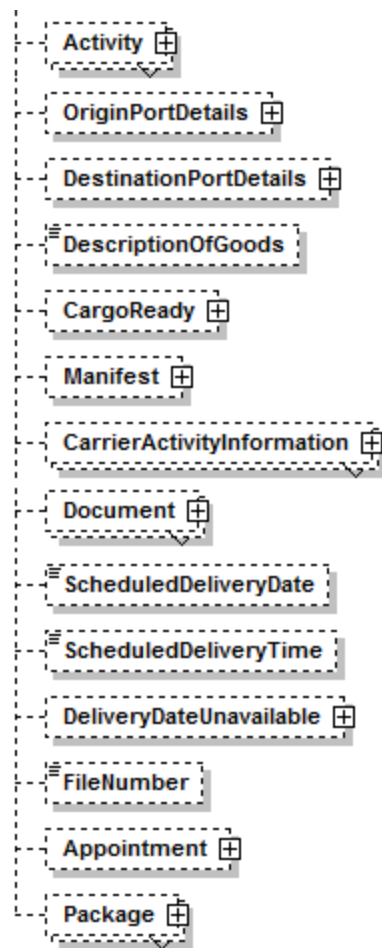 Activity
OriginPortDetails
DestinationPortDetails
DescriptionOfGoods
CargoReady
Manifest
CarrierActivityInformation
Document
ScheduledDeliveryDate
ScheduledDeliveryTime
DeliveryDateUnavailable
FileNumber
Appointment
Package